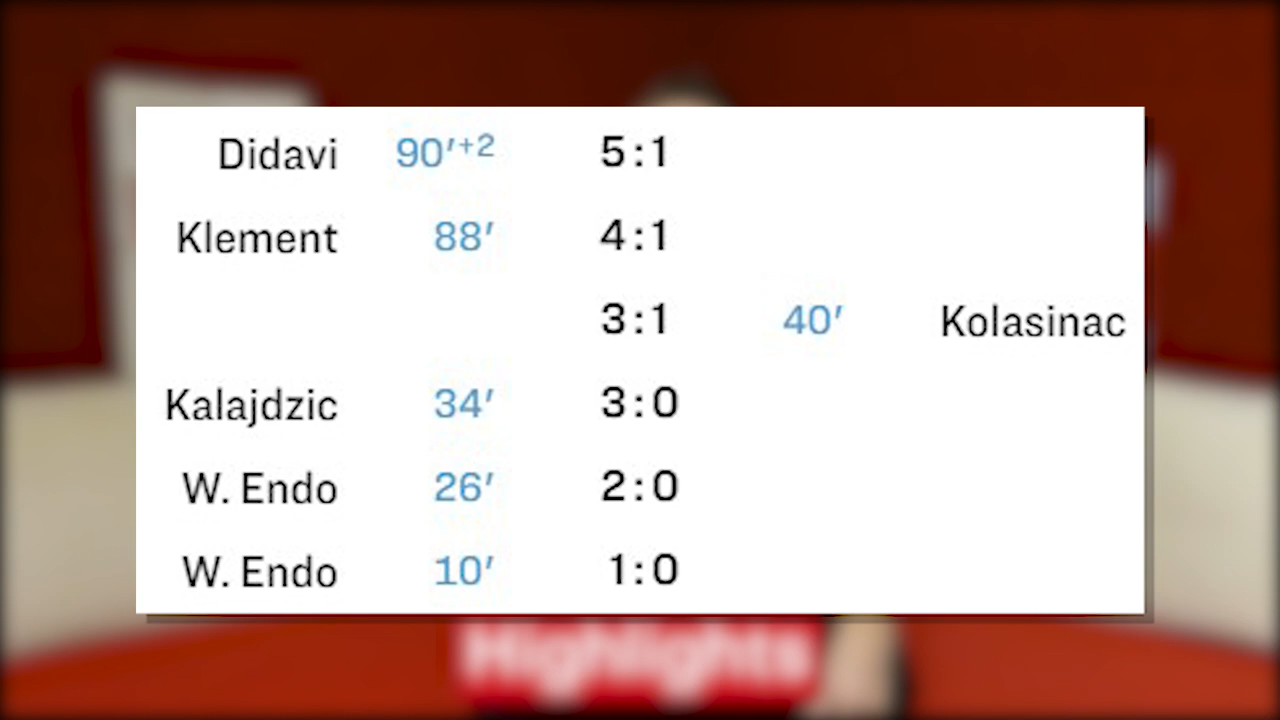 Didavi 90′+2 5:1
Klement 88′ 4:1
3:1 40′ Kolasinac
Kalajdzic 34′ 3:0
W. Endo 26′ 2:0
W. Endo 10′ 1:0
Highlights